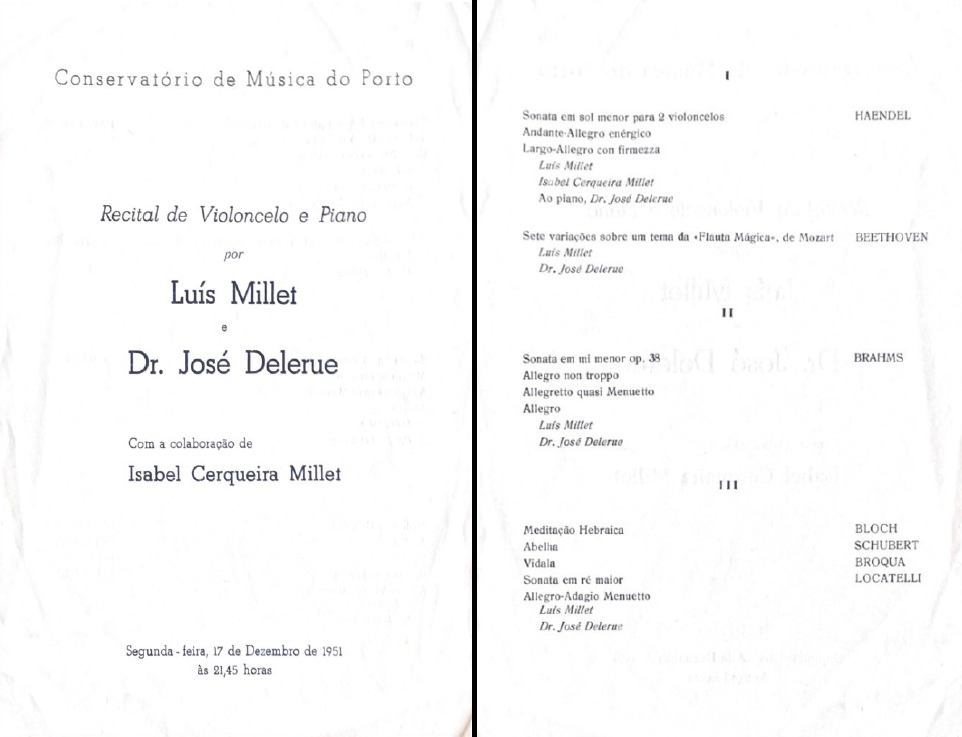 Conservatório de Música do Porto
Recital de Violoncelo e Piano
por
Luís Millet
e
Dr. José Delerue
Com a colaboração de
Isabel Cerqueira Millet
Segunda-feira, 17 de Dezembro de 1951
às 21,45 horas
I
Sonata em sol menor para 2 violoncelos HAENDEL
Andante-Allegro enérgico
Largo-Allegro con firmezza
Luís Millet
Isabel Cerqueira Millet
Ao piano, Dr. José Delerue
Sete variações sobre um tema da «Flauta Mágica», de Mozart BEETHOVEN
Luís Millet
Dr. José Delerue
II
Sonata em mi menor op. 38 BRAHMS
Allegro non troppo
Allegretto quasi Menuetto
Allegro
Luís Millet
Dr. José Delerue
III
Meditação Hebraica BLOCH
Abelha SCHUBERT
Vidala BROQUA
Sonata em ré maior LOCATELLI
Allegro-Adagio Menuetto
Luís Millet
Dr. José Delerue